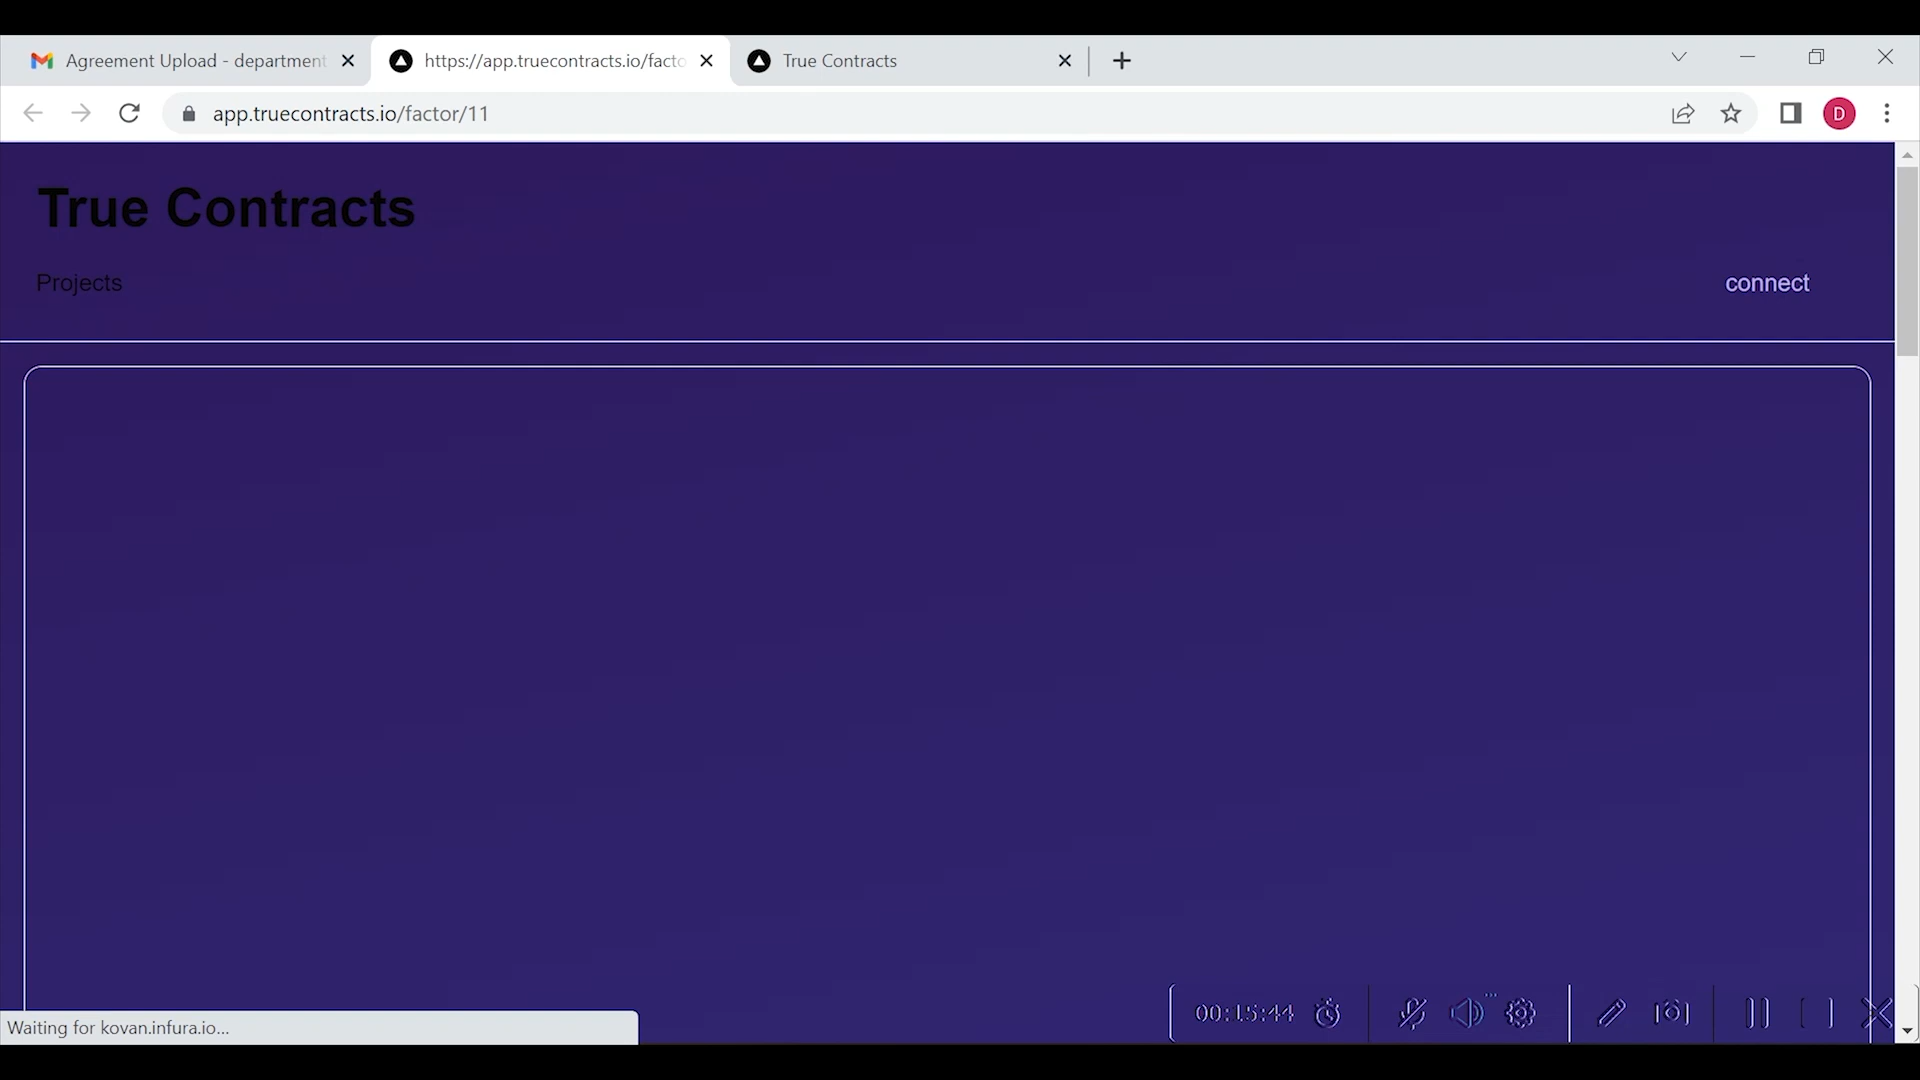 Agreement Upload - department
https://app.truecontracts.io/facto
True Contracts
app.truecontracts.io/factor/11
D
True Contracts
Projects
connect
Waiting for kovan.infura.io...
00:15:44